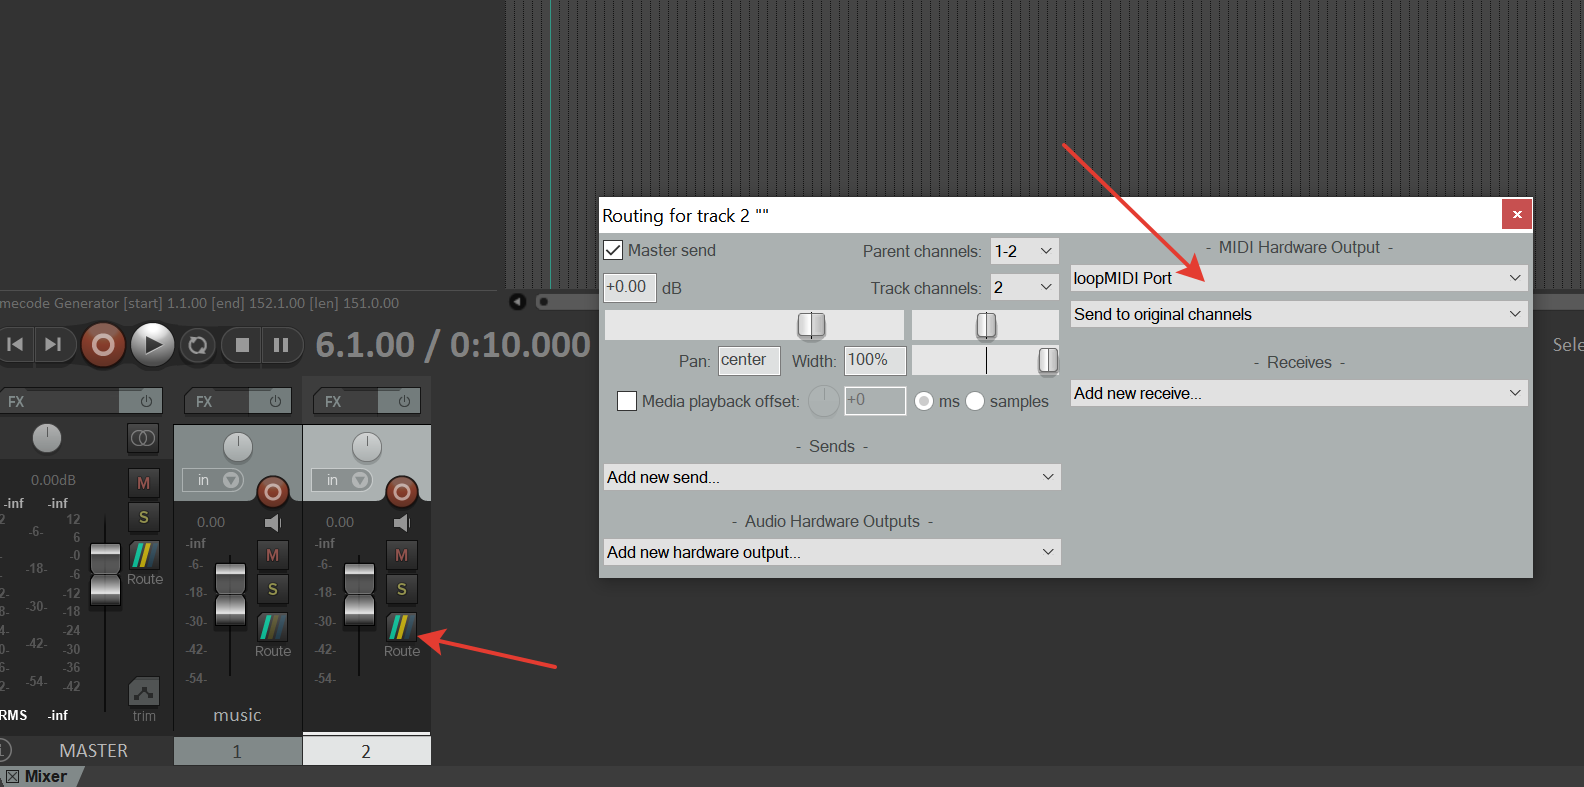 Routing for track 2 ""
x
Master send
Parent channels: 1-2
- MIDI Hardware Output -
+0.00 dB
Track channels: 2
loopMIDI Port
Send to original channels
Pan: center Width: 100%
- Receives -
Media playback offset: +0 ms samples
Add new receive...
- Sends -
Add new send...
- Audio Hardware Outputs -
Add new hardware output...
mecode Generator [start] 1.1.00 [end] 152.1.00 [len] 151.0.00
6.1.00 / 0:10.000
Sele
FX
FX
FX
in
in
0.00dB
M
-inf -inf
S
12
-6-
6
-0
-18-
-6
-12
-30-
-18
-24
-42-
-30
-36
-54-
-42
Route
RMS -inf
trim
MASTER
0.00
-inf
-6-
-18-
-30-
-42-
-54-
M
S
Route
music
1
0.00
-inf
-6-
-18-
-30-
-42-
-54-
M
S
Route
2
Mixer